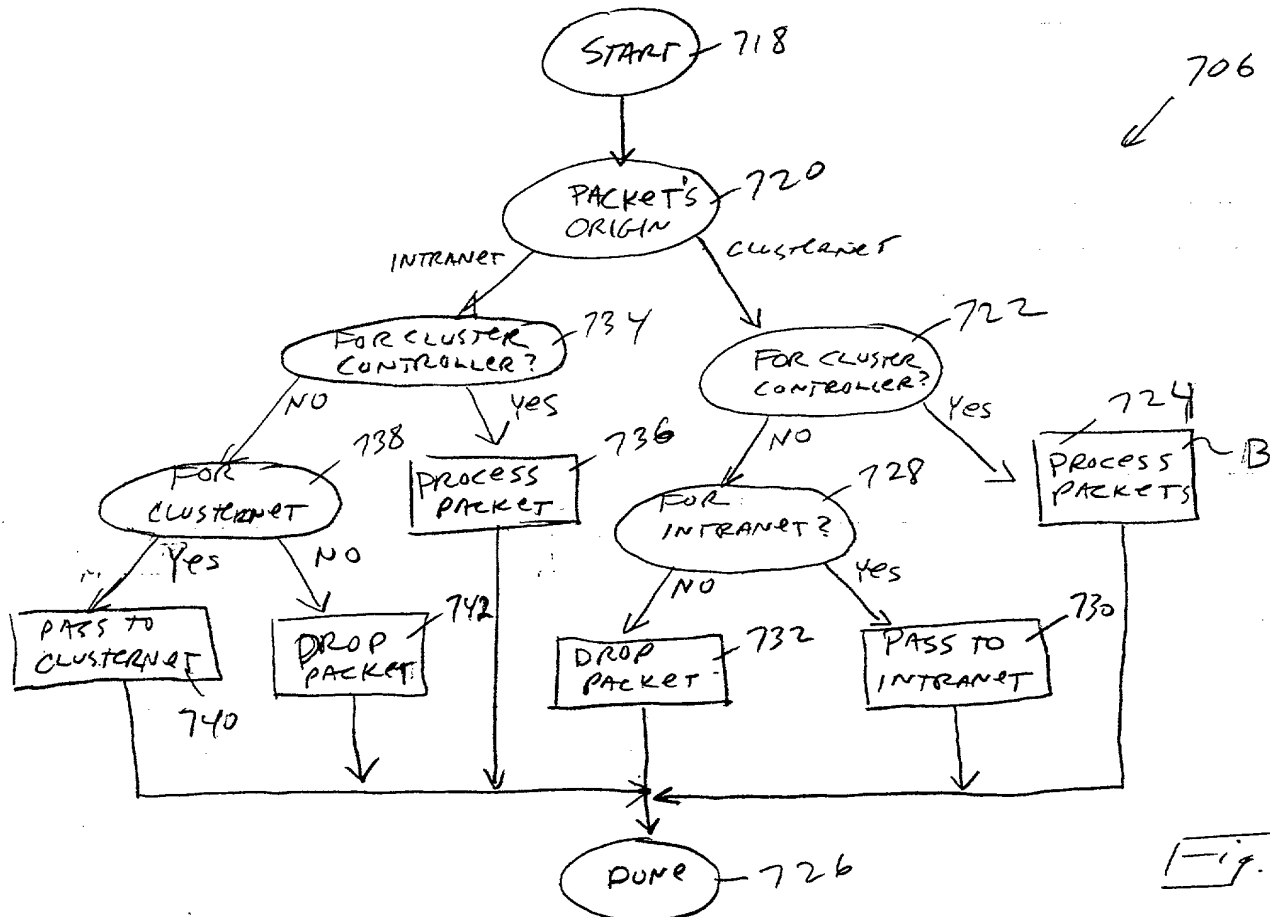 START
718
706
PACKET'S
ORIGIN
720
INTRANET
CLUSTERNET
FOR CLUSTER
CONTROLLER?
734
FOR CLUSTER
CONTROLLER?
722
NO
YES
NO
YES
724
B
FOR
CLUSTERNET
738
PROCESS
PACKET
736
FOR
INTRANET?
728
PROCESS
PACKETS
Yes
NO
NO
Yes
PASS TO
CLUSTERNET
740
DROP
PACKET
742
DROP
PACKET
732
PASS TO
INTRANET
730
DONE
726
Fig.